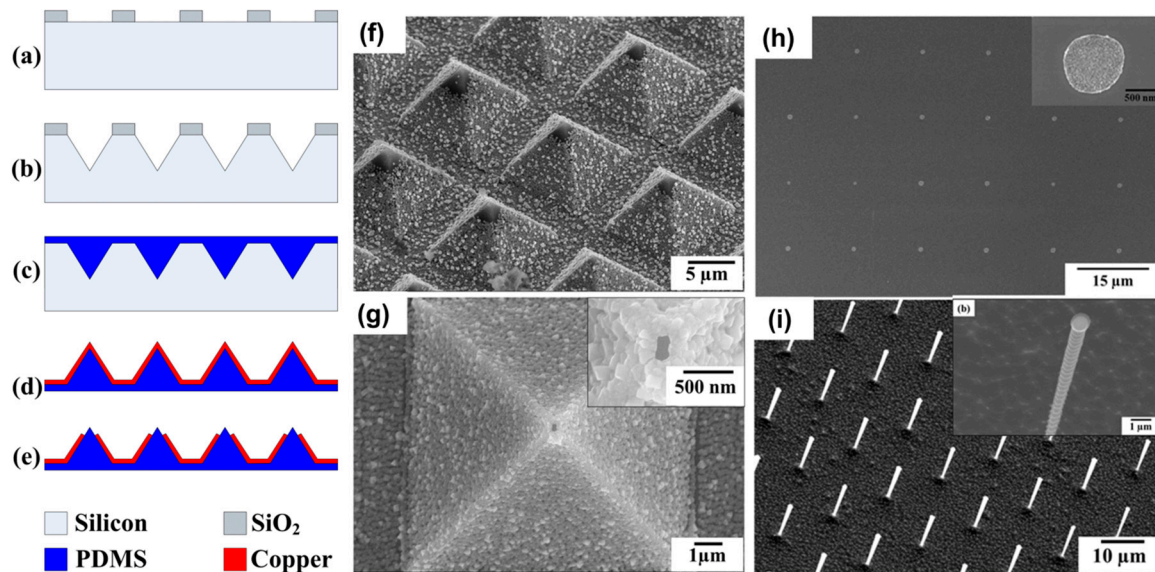 (a)
(b)
(c)
(d)
(e)
Silicon
SiO₂
PDMS
Copper
(f)
5 µm
(g)
500 nm
1µm
(h)
500 nm
15 µm
(i)
(b)
1 µm
10 µm